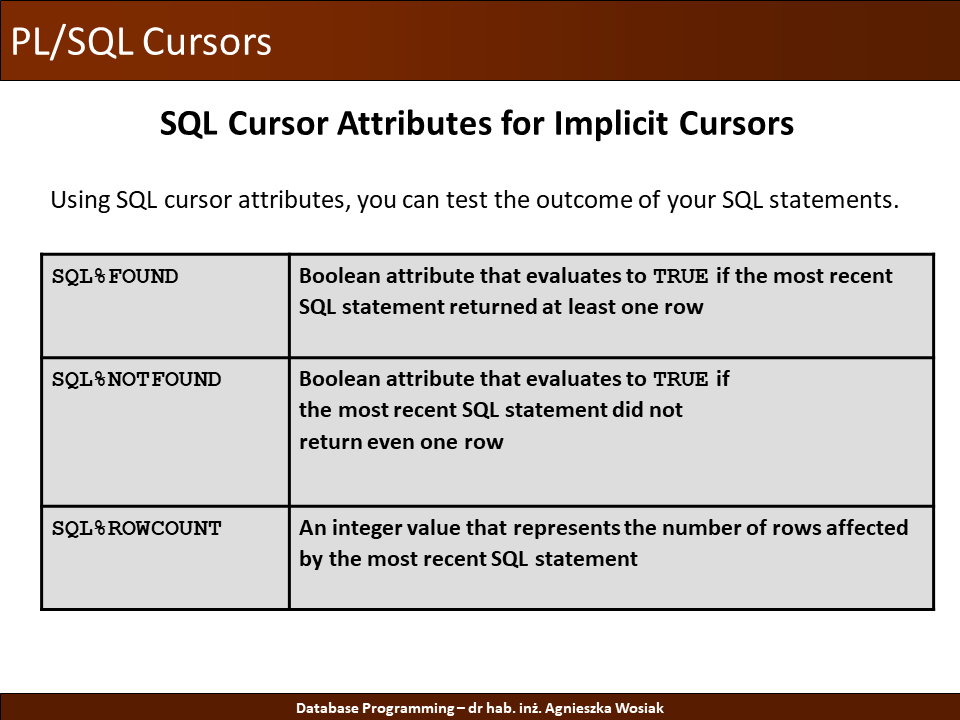 PL/SQL Cursors
SQL Cursor Attributes for Implicit Cursors
Using SQL cursor attributes, you can test the outcome of your SQL statements.
SQL%FOUND
Boolean attribute that evaluates to TRUE if the most recent
SQL statement returned at least one row
SQL%NOTFOUND
Boolean attribute that evaluates to TRUE if
the most recent SQL statement did not
return even one row
SQL%ROWCOUNT
An integer value that represents the number of rows affected
by the most recent SQL statement
Database Programming – dr hab. inż. Agnieszka Wosiak